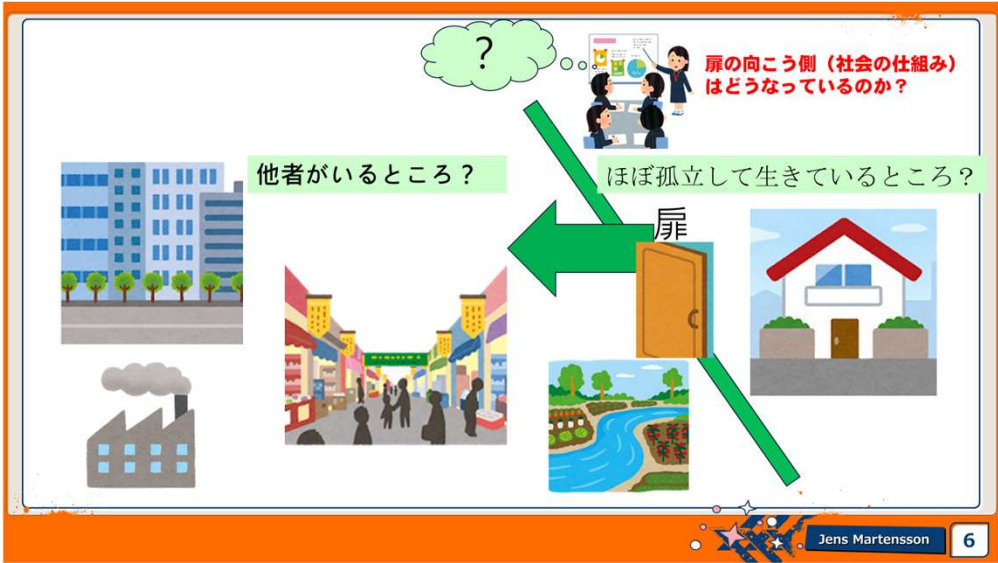 ?
扉の向こう側（社会の仕組み）
はどうなっているのか？
他者がいるところ？
ほぼ孤立して生きているところ？
扉
Jens Martensson
6